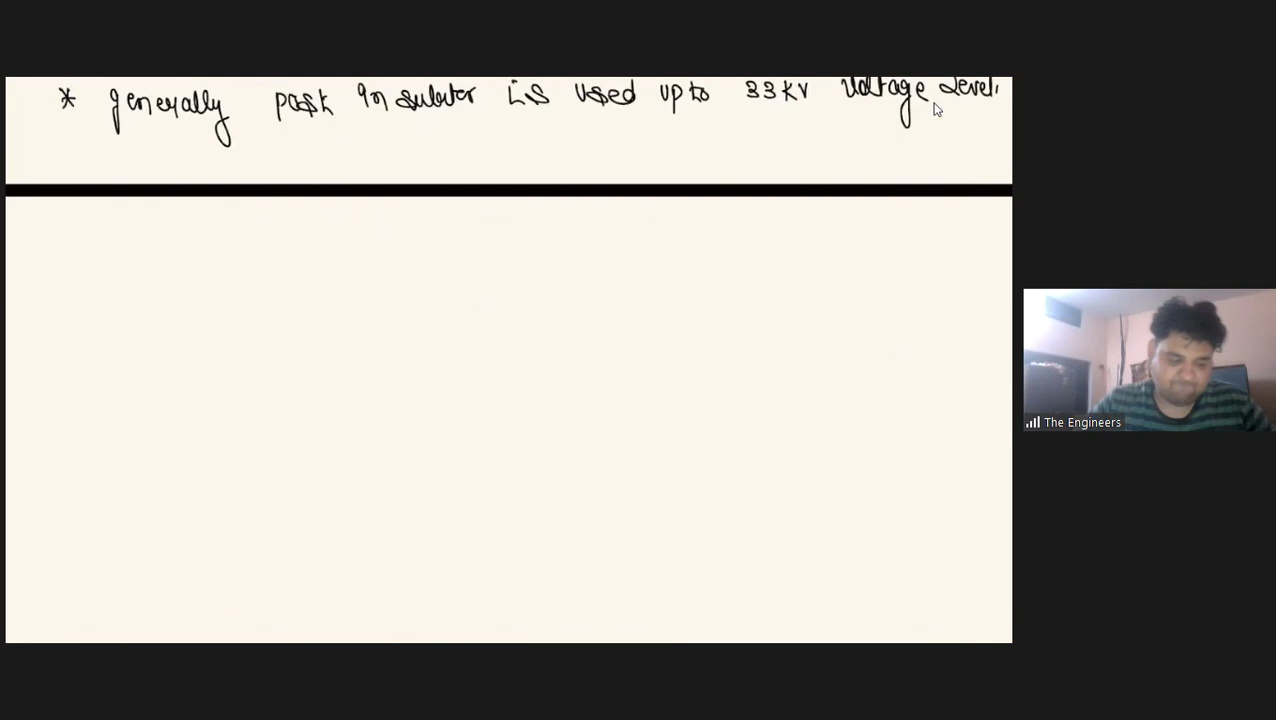 * generally post insulator is used upto 33kv voltage level.
The Engineers